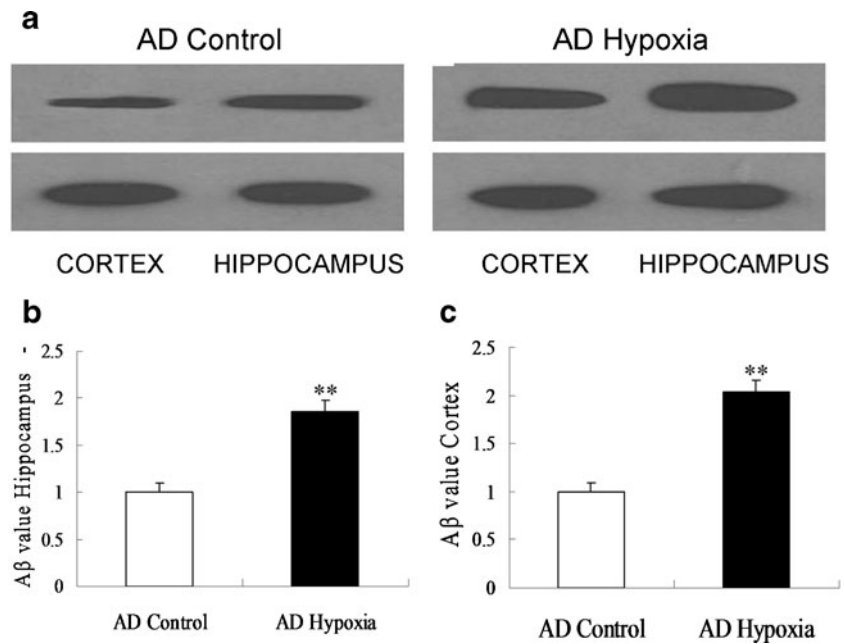 a
AD Control
AD Hypoxia
CORTEX HIPPOCAMPUS
CORTEX HIPPOCAMPUS
b
Aβ value Hippocampus -
2.5
2
1.5
1
0.5
0
**
AD Control
AD Hypoxia
c
Aβ value Cortex
2.5
2
1.5
1
0.5
0
**
AD Control
AD Hypoxia